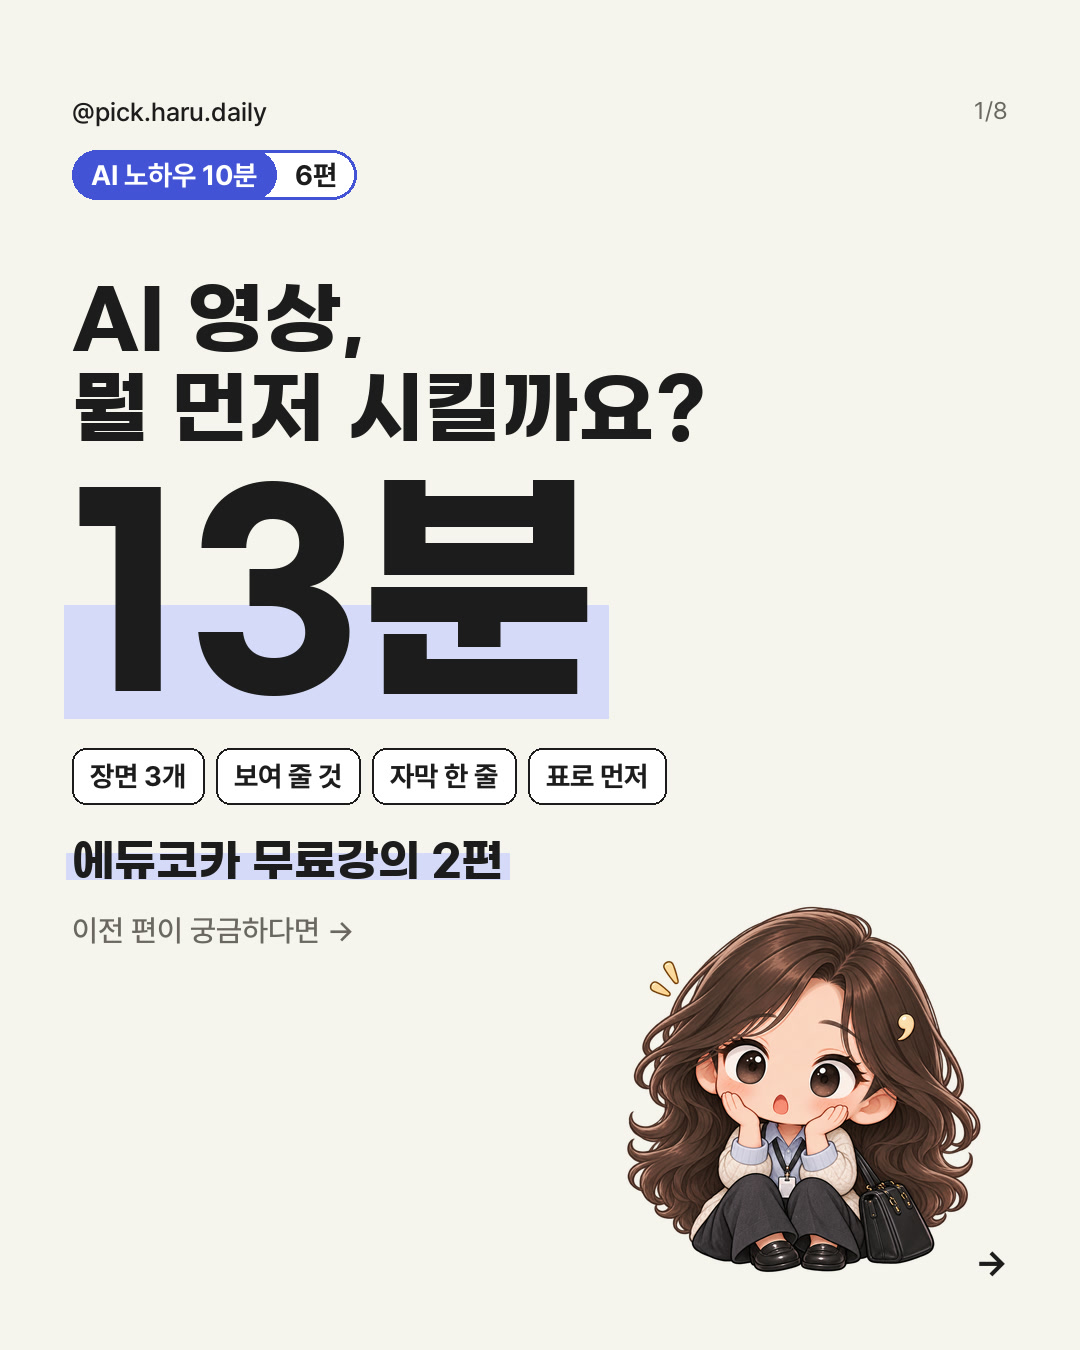 @pick.haru.daily
1/8
AI 노하우 10분 6편
AI 영상,
뭘 먼저 시킬까요?
13분
장면 3개 보여 줄 것 자막 한 줄 표로 먼저
에듀코카 무료강의 2편
이전 편이 궁금하다면 →
→